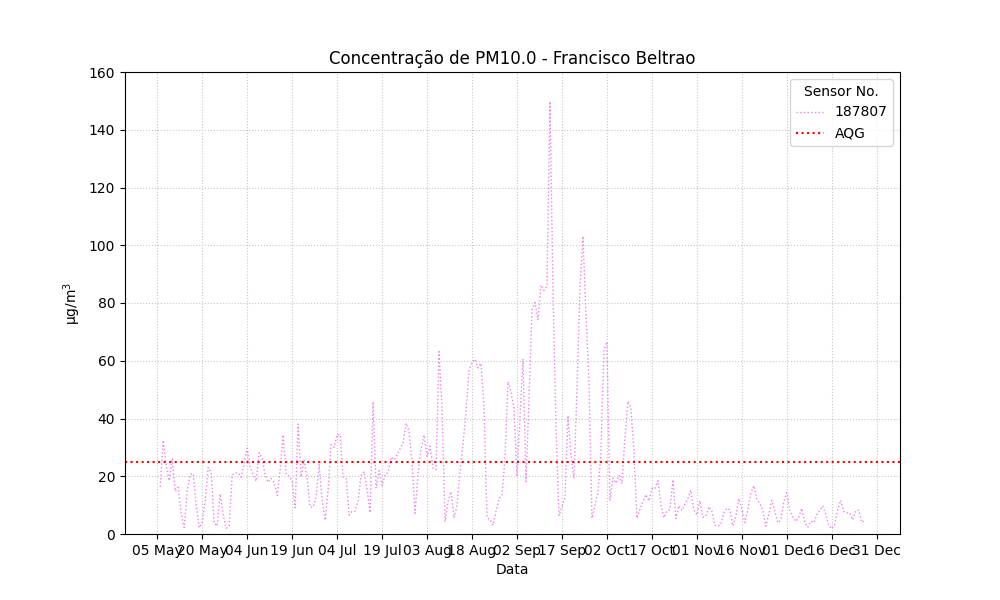 Concentração de PM10.0 - Francisco Beltrao
160
140
120
100
80
60
40
20
0
µg/m³
Sensor No.
187807
AQG
05 May 20 May 04 Jun 19 Jun 04 Jul 19 Jul 03 Aug 18 Aug 02 Sep 17 Sep 02 Oct 17 Oct 01 Nov 16 Nov 01 Dec 16 Dec 31 Dec
Data